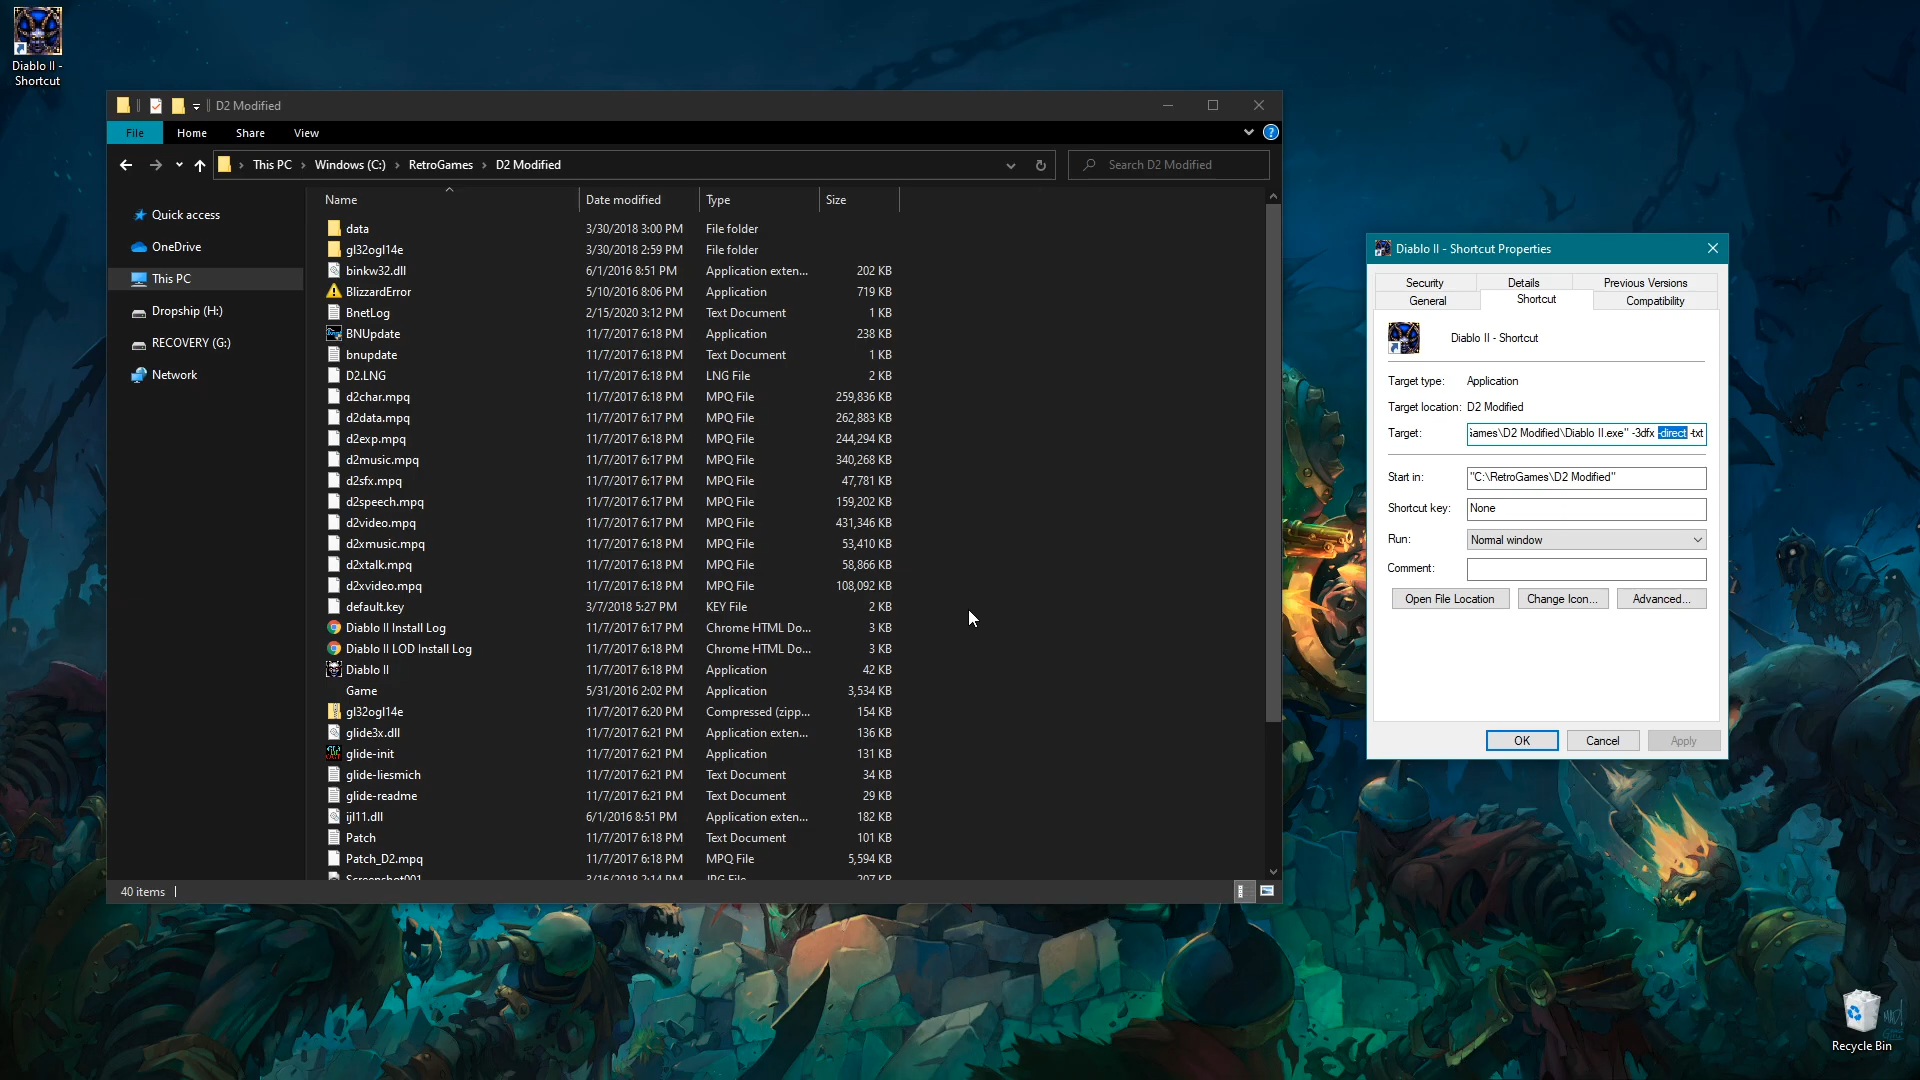 Diablo II -
Shortcut
D2 Modified
File Home Share View
This PC > Windows (C:) > RetroGames > D2 Modified
Search D2 Modified
Quick access
OneDrive
This PC
Dropship (H:)
RECOVERY (G:)
Network
Name Date modified Type Size
data 3/30/2018 3:00 PM File folder
gl32ogl14e 3/30/2018 2:59 PM File folder
binkw32.dll 6/1/2016 8:51 PM Application exten... 202 KB
BlizzardError 5/10/2016 8:06 PM Application 719 KB
BnetLog 2/15/2020 3:12 PM Text Document 1 KB
BNUpdate 11/7/2017 6:18 PM Application 238 KB
bnupdate 11/7/2017 6:18 PM Text Document 1 KB
D2.LNG 11/7/2017 6:18 PM LNG File 2 KB
d2char.mpq 11/7/2017 6:18 PM MPQ File 259,836 KB
d2data.mpq 11/7/2017 6:17 PM MPQ File 262,883 KB
d2exp.mpq 11/7/2017 6:18 PM MPQ File 244,294 KB
d2music.mpq 11/7/2017 6:17 PM MPQ File 340,268 KB
d2sfx.mpq 11/7/2017 6:17 PM MPQ File 47,781 KB
d2speech.mpq 11/7/2017 6:17 PM MPQ File 159,202 KB
d2video.mpq 11/7/2017 6:17 PM MPQ File 431,346 KB
d2xmusic.mpq 11/7/2017 6:18 PM MPQ File 53,410 KB
d2xtalk.mpq 11/7/2017 6:18 PM MPQ File 58,866 KB
d2xvideo.mpq 11/7/2017 6:18 PM MPQ File 108,092 KB
default.key 3/7/2018 5:27 PM KEY File 2 KB
Diablo II Install Log 11/7/2017 6:17 PM Chrome HTML Do... 3 KB
Diablo II LOD Install Log 11/7/2017 6:18 PM Chrome HTML Do... 3 KB
Diablo II 11/7/2017 6:18 PM Application 42 KB
Game 5/31/2016 2:02 PM Application 3,534 KB
gl32ogl14e 11/7/2017 6:20 PM Compressed (zipp... 154 KB
glide3x.dll 11/7/2017 6:21 PM Application exten... 136 KB
glide-init 11/7/2017 6:21 PM Application 131 KB
glide-liesmich 11/7/2017 6:21 PM Text Document 34 KB
glide-readme 11/7/2017 6:21 PM Text Document 29 KB
ijl11.dll 6/1/2016 8:51 PM Application exten... 182 KB
Patch 11/7/2017 6:18 PM Text Document 101 KB
Patch_D2.mpq 11/7/2017 6:18 PM MPQ File 5,594 KB
Screenshot001 3/16/2018 2:14 PM JPG File 207 KB
40 items
Diablo II - Shortcut Properties
Security Details Previous Versions
General Shortcut Compatibility
Diablo II - Shortcut
Target type: Application
Target location: D2 Modified
Target: Games\D2 Modified\Diablo II.exe" -3dfx -direct -txt
Start in: "C:\RetroGames\D2 Modified"
Shortcut key: None
Run: Normal window
Comment:
Open File Location Change Icon... Advanced...
OK Cancel Apply
Recycle Bin